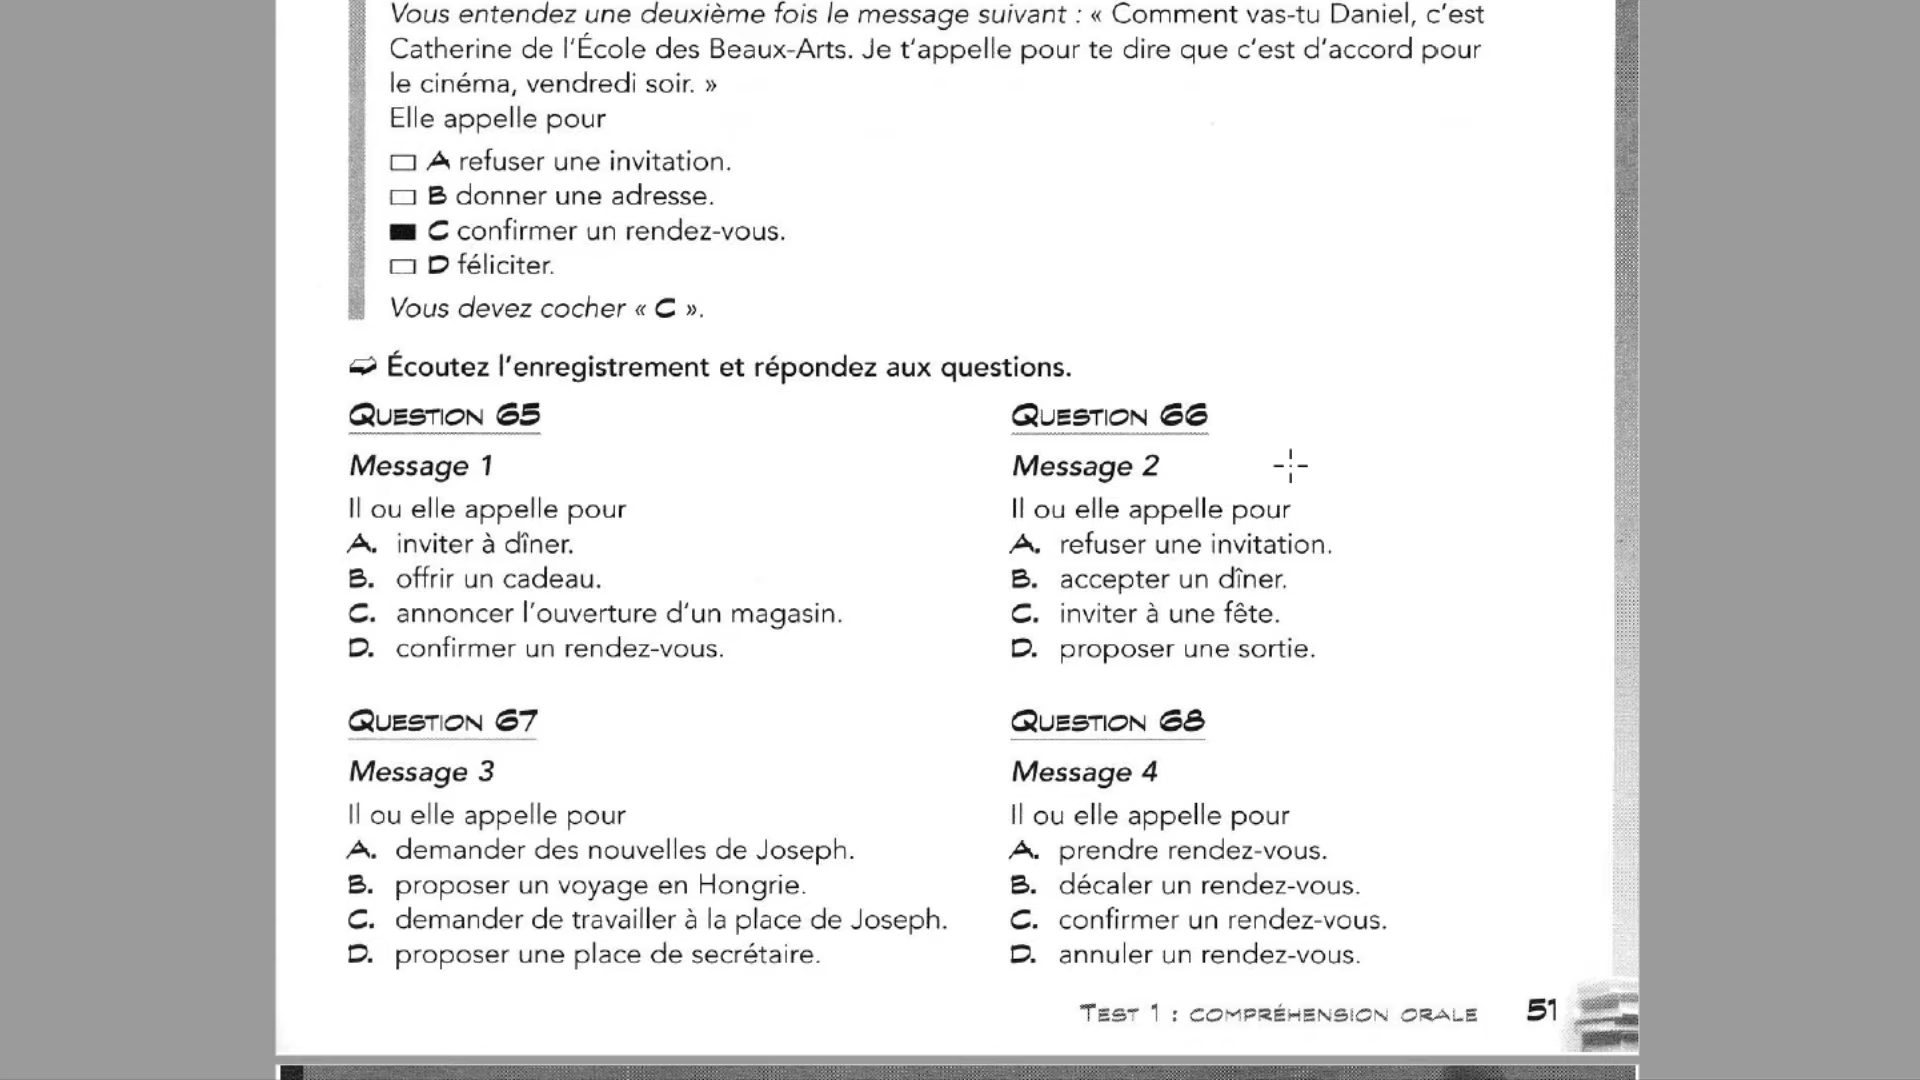 Vous entendez une deuxième fois le message suivant : « Comment vas-tu Daniel, c'est
Catherine de l'École des Beaux-Arts. Je t'appelle pour te dire que c'est d'accord pour
le cinéma, vendredi soir. »
Elle appelle pour
A refuser une invitation.
B donner une adresse.
C confirmer un rendez-vous.
D féliciter.
Vous devez cocher « C ».
Écoutez l'enregistrement et répondez aux questions.
QUESTION 65
Message 1
Il ou elle appelle pour
A. inviter à dîner.
B. offrir un cadeau.
C. annoncer l'ouverture d'un magasin.
D. confirmer un rendez-vous.
QUESTION 66
Message 2
Il ou elle appelle pour
A. refuser une invitation.
B. accepter un dîner.
C. inviter à une fête.
D. proposer une sortie.
QUESTION 67
Message 3
Il ou elle appelle pour
A. demander des nouvelles de Joseph.
B. proposer un voyage en Hongrie.
C. demander de travailler à la place de Joseph.
D. proposer une place de secrétaire.
QUESTION 68
Message 4
Il ou elle appelle pour
A. prendre rendez-vous.
B. décaler un rendez-vous.
C. confirmer un rendez-vous.
D. annuler un rendez-vous.
TEST 1 : COMPRÉHENSION ORALE 51